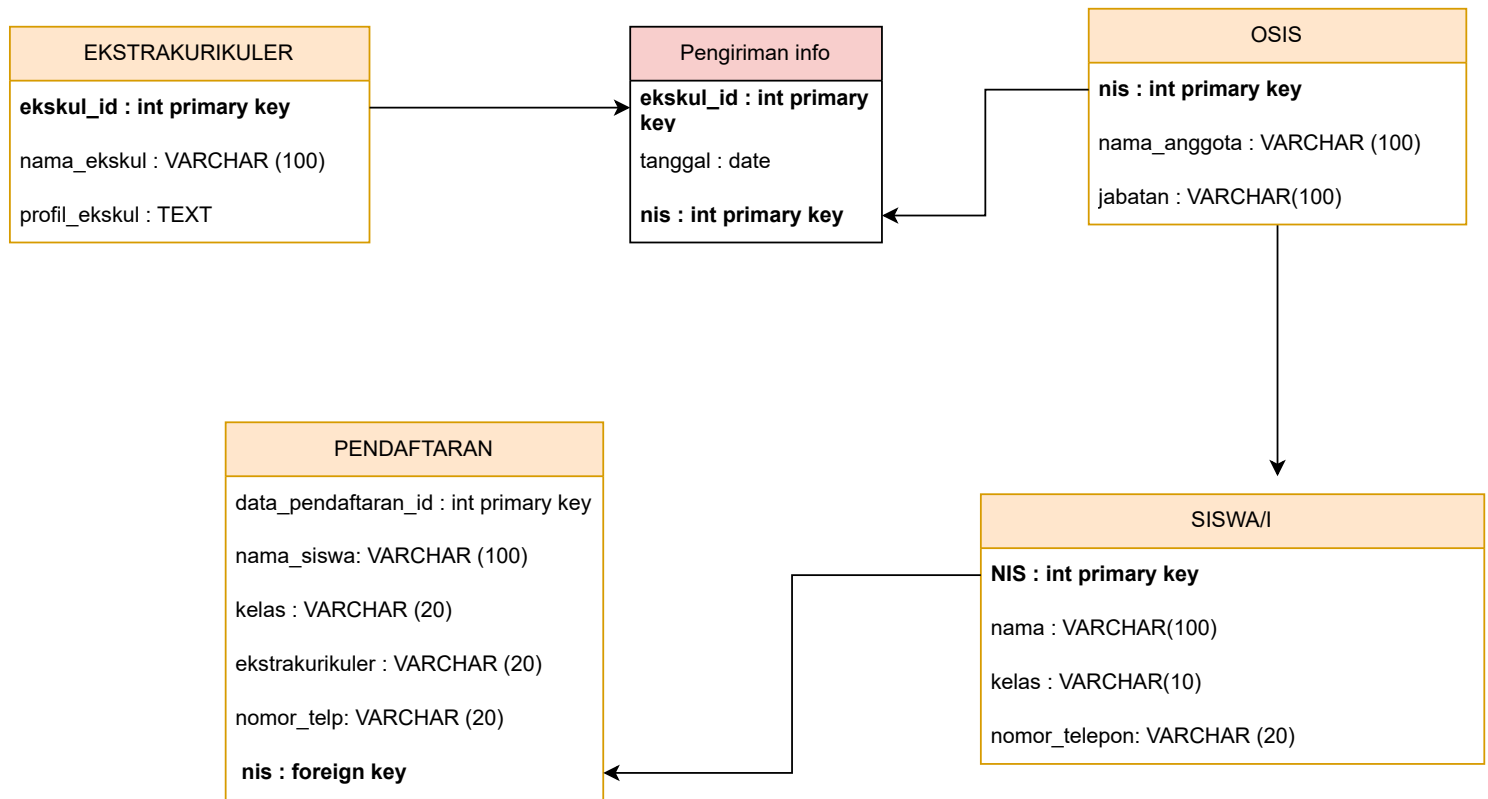 EKSTRAKURIKULER
ekskul_id : int primary key
nama_ekskul : VARCHAR (100)
profil_ekskul : TEXT
Pengiriman info
ekskul_id : int primary
key
tanggal : date
nis : int primary key
OSIS
nis : int primary key
nama_anggota : VARCHAR (100)
jabatan : VARCHAR(100)
PENDAFTARAN
data_pendaftaran_id : int primary key
nama_siswa: VARCHAR (100)
kelas : VARCHAR (20)
ekstrakurikuler : VARCHAR (20)
nomor_telp: VARCHAR (20)
nis : foreign key
SISWA/I
NIS : int primary key
nama : VARCHAR(100)
kelas : VARCHAR(10)
nomor_telepon: VARCHAR (20)